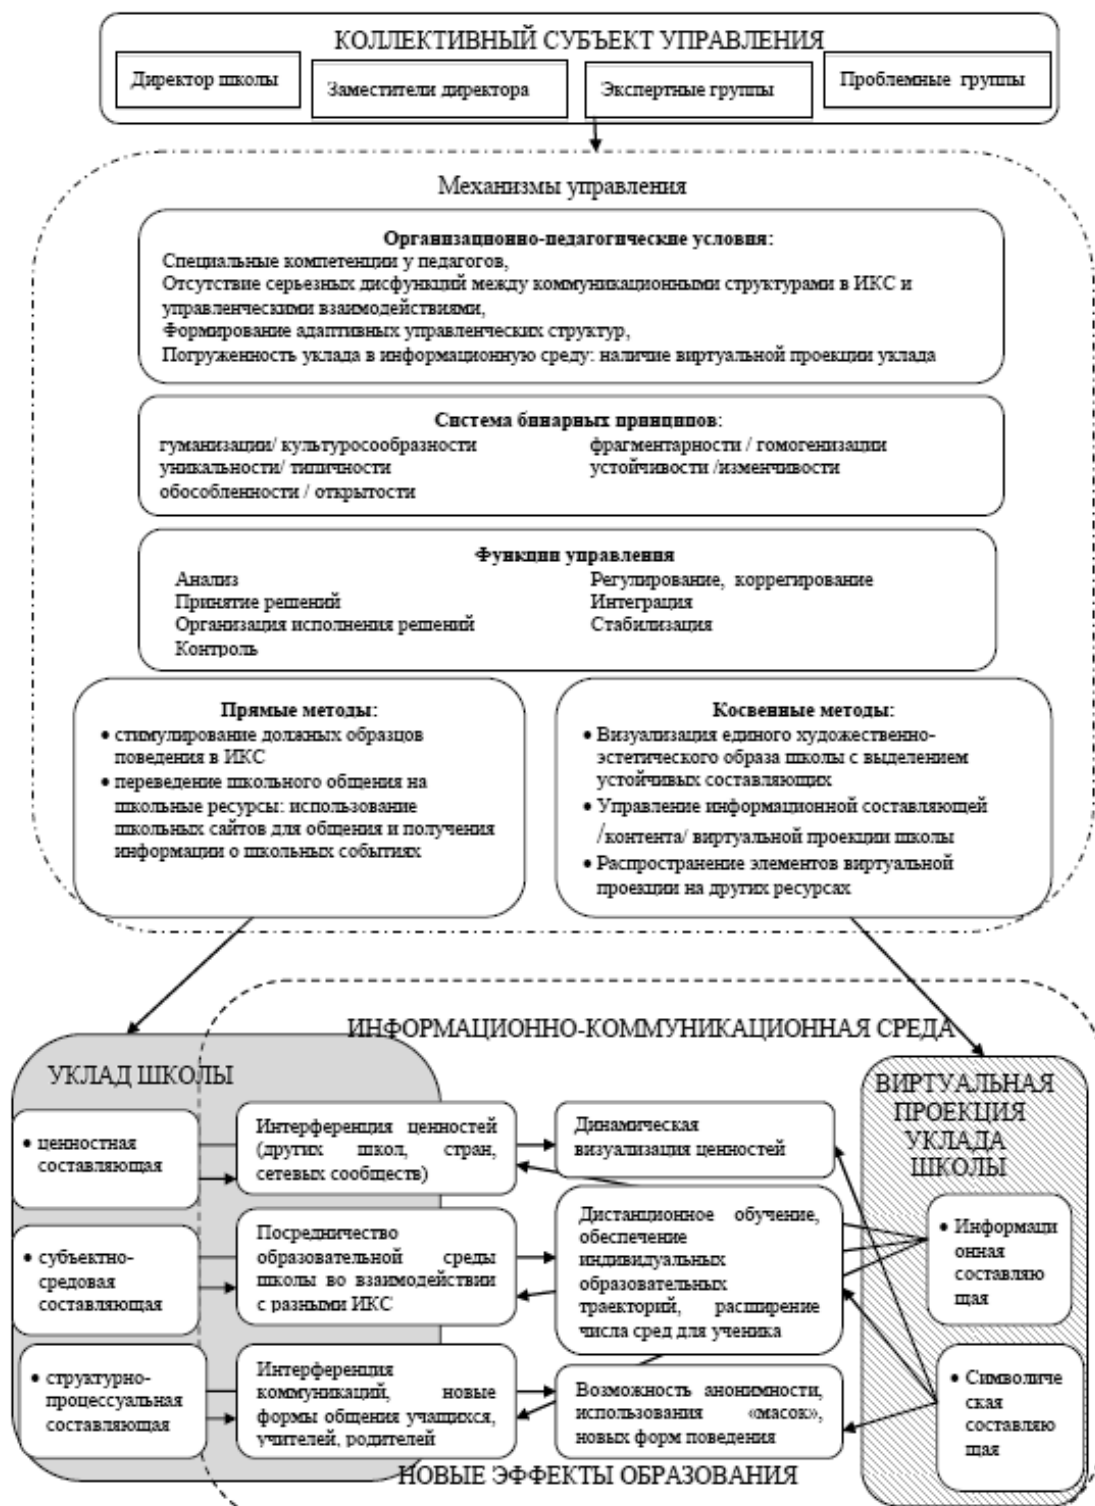 КОЛЛЕКТИВНЫЙ СУБЪЕКТ УПРАВЛЕНИЯ
Директор школы
Заместители директора
Экспертные группы
Проблемные группы
Механизмы управления
Организационно-педагогические условия:
Специальные компетенции у педагогов,
Отсутствие серьезных дисфункций между коммуникационными структурами в ИКС и
управленческими взаимодействиями,
Формирование адаптивных управленческих структур,
Погруженность уклада в информационную среду: наличие виртуальной проекции уклада
Система бинарных принципов:
гуманизации/ культуросообразности
уникальности/ типичности
обособленности / открытости
фрагментарности / гомогенизации
устойчивости /изменчивости
Функции управления
Анализ
Принятие решений
Организация исполнения решений
Контроль
Регулирование, коррегирование
Интеграция
Стабилизация
Прямые методы:
• стимулирование должных образцов
поведения в ИКС
• переведение школьного общения на
школьные ресурсы: использование
школьных сайтов для общения и получения
информации о школьных событиях
Косвенные методы:
• Визуализация единого художественно-
эстетического образа школы с выделением
устойчивых составляющих
• Управление информационной составляющей
/контента/ виртуальной проекции школы
• Распространение элементов виртуальной
проекции на других ресурсах
ИНФОРМАЦИОННО-КОММУНИКАЦИОННАЯ СРЕДА
УКЛАД ШКОЛЫ
• ценностная
составляющая
• субъектно-
средовая
составляющая
• структурно-
процессуальная
составляющая
Интерференция ценностей
(других школ, стран,
сетевых сообществ)
Посредничество
образовательной среды
школы во взаимодействии
с разными ИКС
Интерференция
коммуникаций, новые
формы общения учащихся,
учителей, родителей
Динамическая
визуализация ценностей
Дистанционное обучение,
обеспечение
индивидуальных
образовательных
траекторий, расширение
числа сред для ученика
Возможность анонимности,
использования «масок»,
новых форм поведения
ВИРТУАЛЬНАЯ
ПРОЕКЦИЯ
УКЛАДА
ШКОЛЫ
• Информаци
онная
составляю
щая
• Символиче
ская
составляю
щая
НОВЫЕ ЭФФЕКТЫ ОБРАЗОВАНИЯ